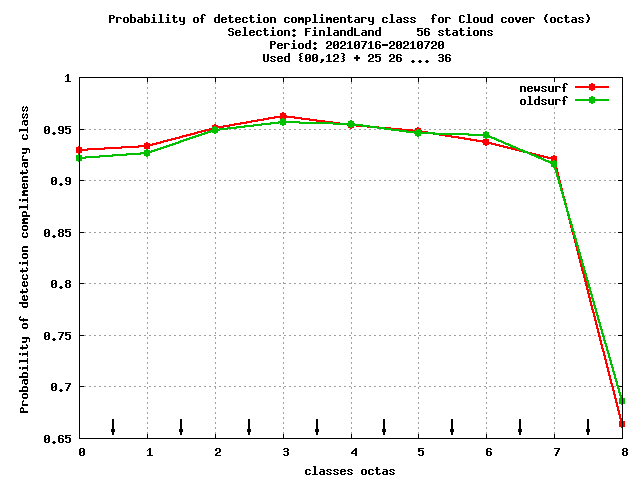 Probability of detection complimentary class  for Cloud cover (octas)
Selection: FinlandLand     56 stations
Period: 20210716-20210720
Used {00,12} + 25 26 ... 36
newsurf
oldsurf
Probability of detection complimentary class
1
0.95
0.9
0.85
0.8
0.75
0.7
0.65
0 1 2 3 4 5 6 7 8
classes octas